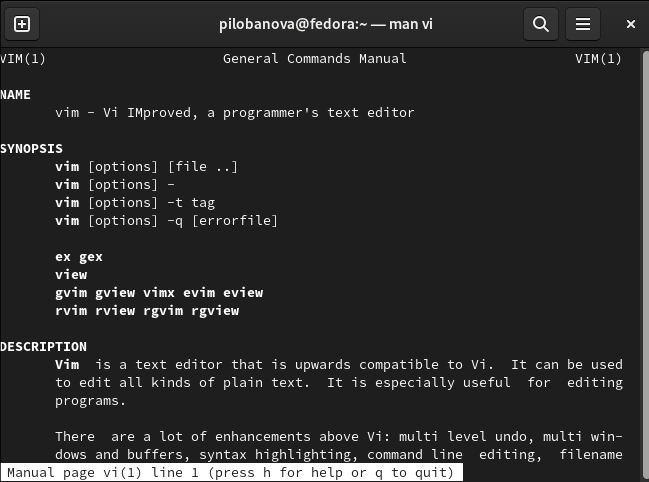 pilobanova@fedora:~ — man vi
VIM(1) General Commands Manual VIM(1)
NAME
vim - Vi IMproved, a programmer's text editor
SYNOPSIS
vim [options] [file ..]
vim [options] -
vim [options] -t tag
vim [options] -q [errorfile]
ex gex
view
gvim gview vimx evim eview
rvim rview rgvim rgview
DESCRIPTION
Vim  is a text editor that is upwards compatible to Vi.  It can be used
to edit all kinds of plain text.  It is especially useful  for  editing
programs.
There  are a lot of enhancements above Vi: multi level undo, multi win-
dows and buffers, syntax highlighting, command line  editing,  filename
Manual page vi(1) line 1 (press h for help or q to quit)